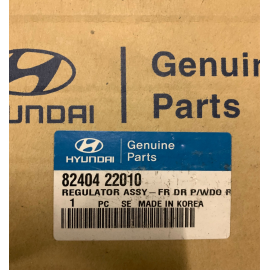 Genuine
Parts
HYUNDAI
HYUNDAI
Genuine
Parts
82404 22010
REGULATOR ASSY-FR DR P/WDO R
1 PC SE MADE IN KOREA